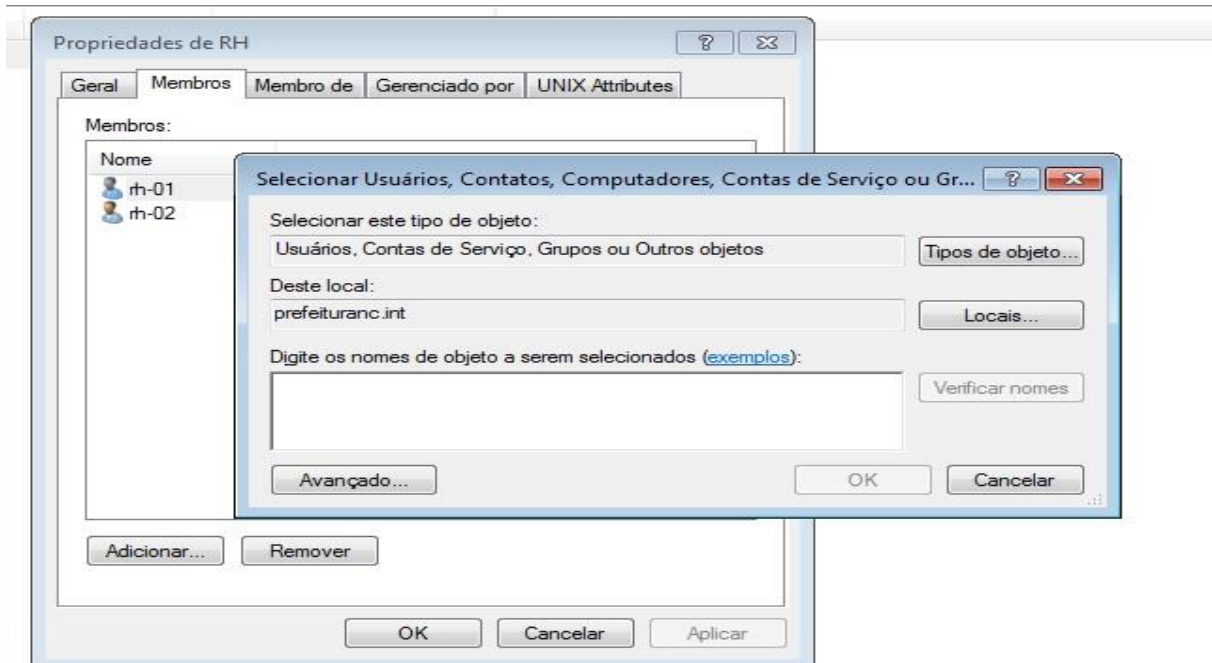 Propriedades de RH
Geral Membros Membro de Gerenciado por UNIX Attributes
Membros:
Nome
rh-01
rh-02
Selecionar Usuários, Contatos, Computadores, Contas de Serviço ou Gr...
Selecionar este tipo de objeto:
Usuários, Contas de Serviço, Grupos ou Outros objetos
Tipos de objeto...
Deste local:
prefeituranc.int
Locais...
Digite os nomes de objeto a serem selecionados (exemplos):
Verificar nomes
Avançado...
OK
Cancelar
Adicionar...
Remover
OK
Cancelar
Aplicar